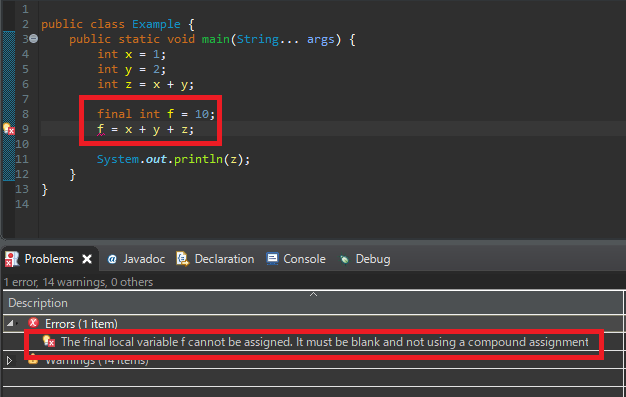 1
2 public class Example {
3 public static void main(String... args) {
4 int x = 1;
5 int y = 2;
6 int z = x + y;
7
8 final int f = 10;
9 f = x + y + z;
10
11 System.out.println(z);
12 }
13 }
14
Problems Javadoc Declaration Console Debug
1 error, 14 warnings, 0 others
Description
Errors (1 item)
The final local variable f cannot be assigned. It must be blank and not using a compound assignment
Warnings (14 items)